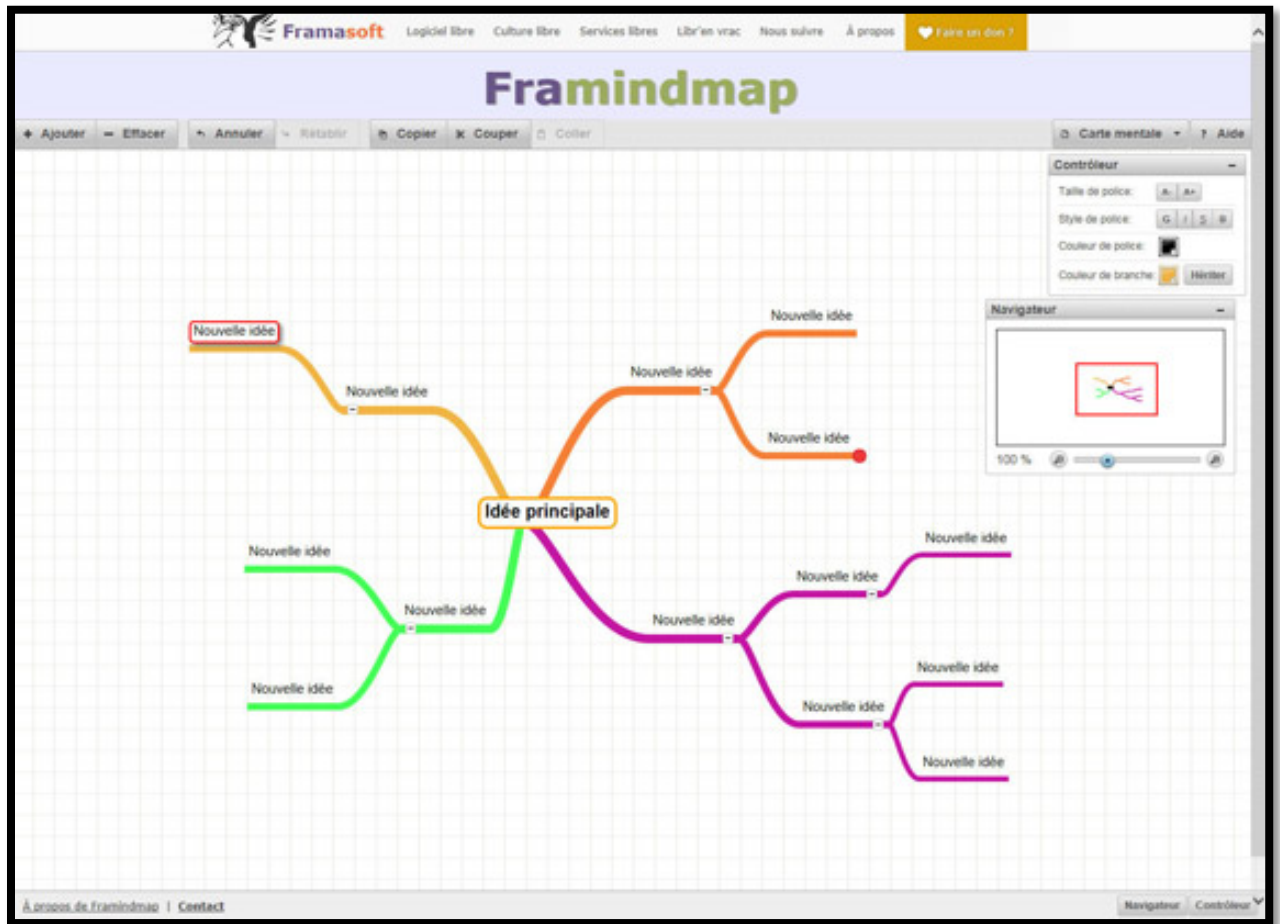 Framasoft Logiciel libre Culture libre Services libres Libr'en vrac Nous suivre À propos Faire un don ?
Framindmap
+ Ajouter − Effacer Annuler Rétablir Copier Couper Coller Carte mentale ? Aide
Contrôleur −
Taille de police: A- A+
Style de police: G I S
Couleur de police:
Couleur de branche: Hériter
Navigateur −
100 %
Nouvelle idée
Nouvelle idée
Nouvelle idée
Nouvelle idée
Nouvelle idée
Idée principale
Nouvelle idée
Nouvelle idée
Nouvelle idée
Nouvelle idée
Nouvelle idée
Nouvelle idée
Nouvelle idée
Nouvelle idée
Nouvelle idée
À propos de Framindmap | Contact
Navigateur Contrôleur